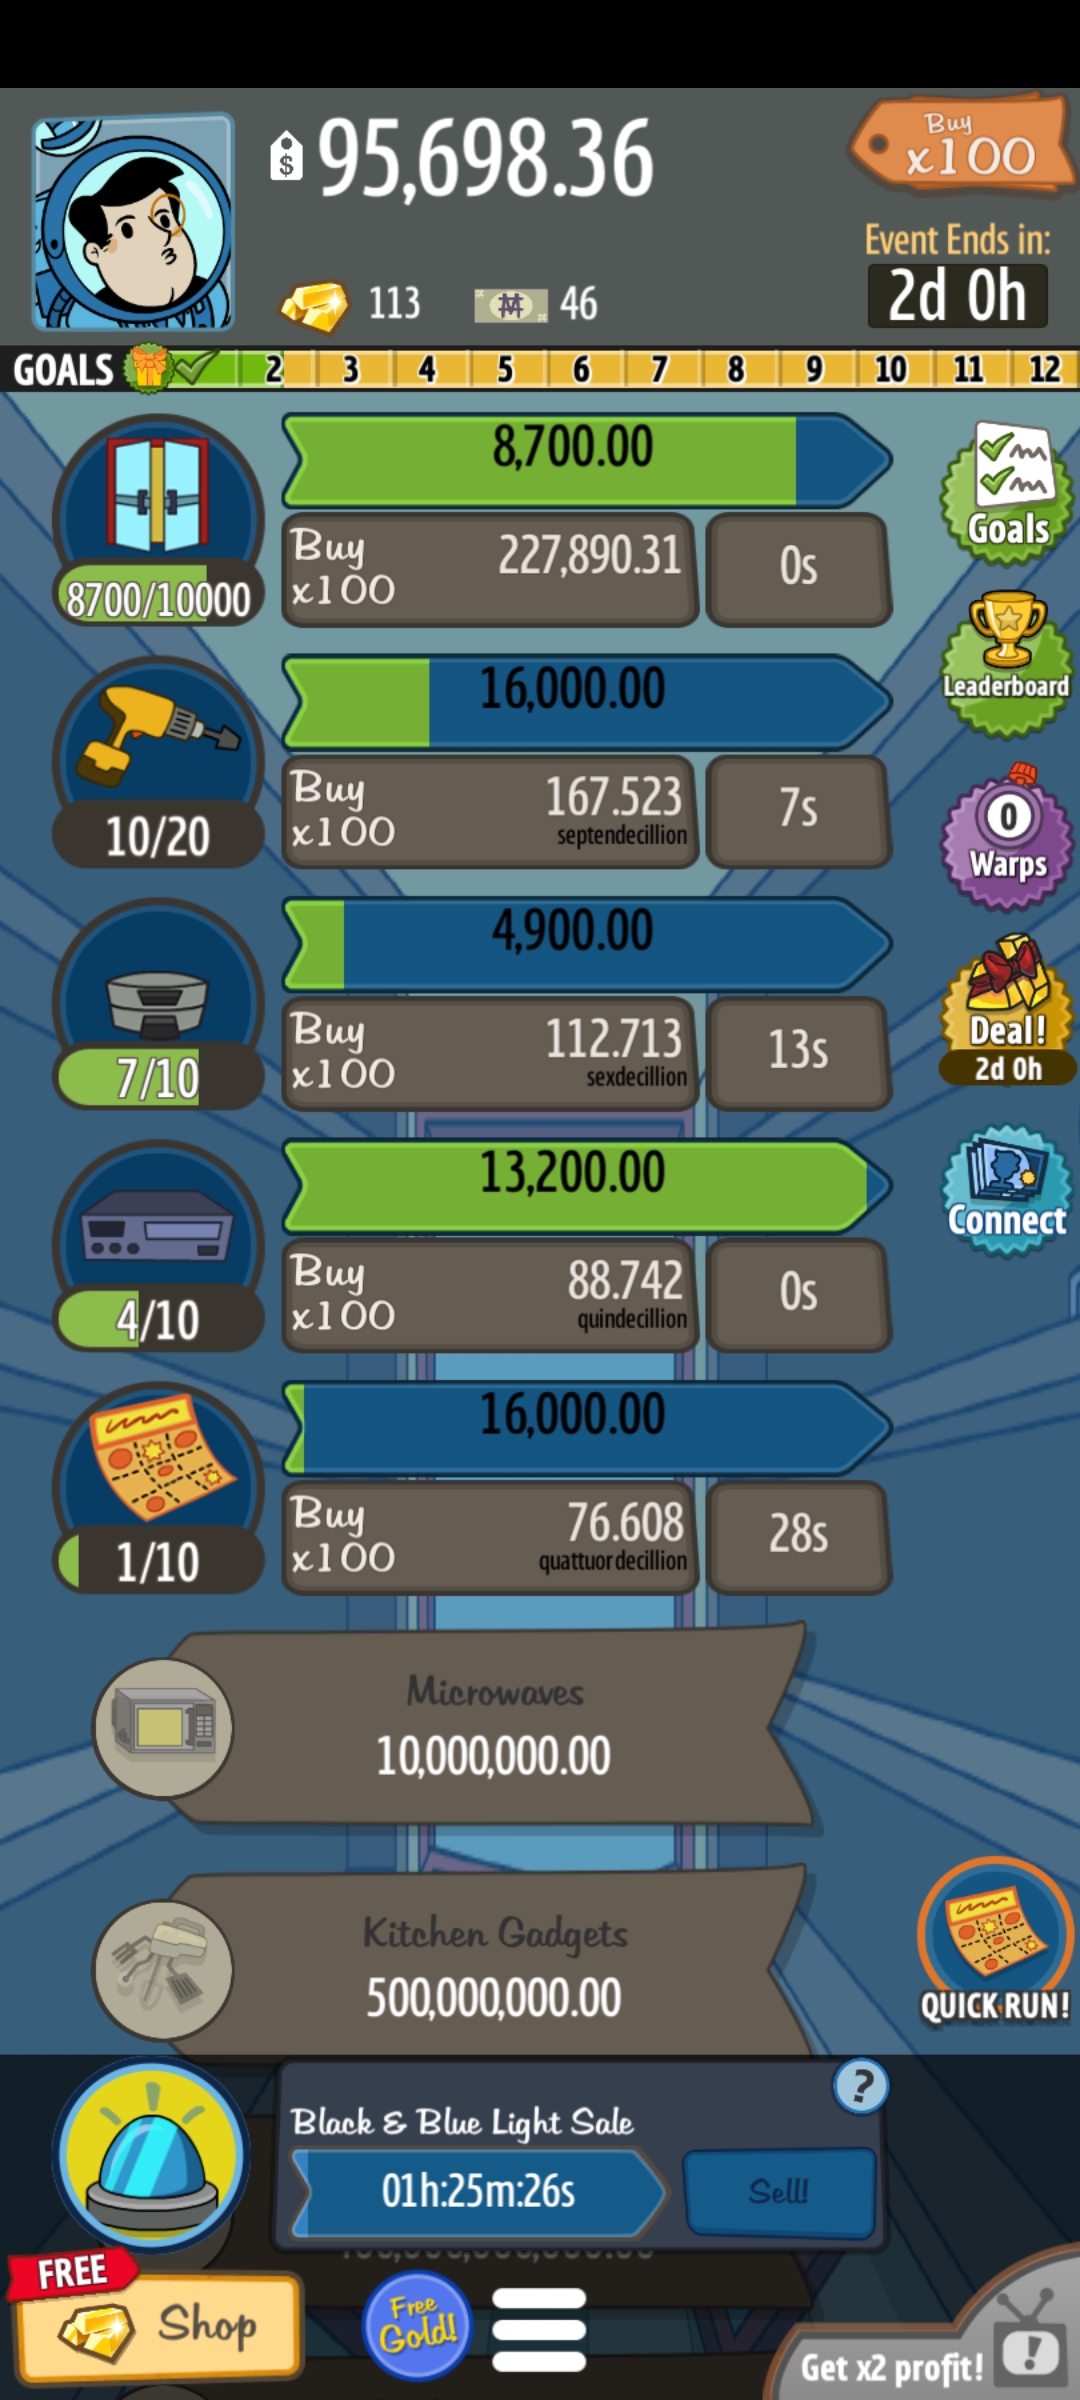 $ 95,698.36
Buy
x100
Event Ends in:
2d 0h
113
46
GOALS 2 3 4 5 6 7 8 9 10 11 12
8,700.00
Buy
x100
227,890.31
0s
8700/10000
Goals
16,000.00
Leaderboard
Buy
x100
167.523
septendecillion
7s
10/20
0
Warps
4,900.00
Buy
x100
112.713
sexdecillion
13s
7/10
Deal!
2d 0h
13,200.00
Connect
Buy
x100
88.742
quindecillion
0s
4/10
16,000.00
Buy
x100
76.608
quattuordecillion
28s
1/10
Microwaves
10,000,000.00
Kitchen Gadgets
500,000,000.00
QUICK RUN!
?
Black & Blue Light Sale
01h:25m:26s
Sell!
FREE
Shop
Free
Gold!
Get x2 profit!
!